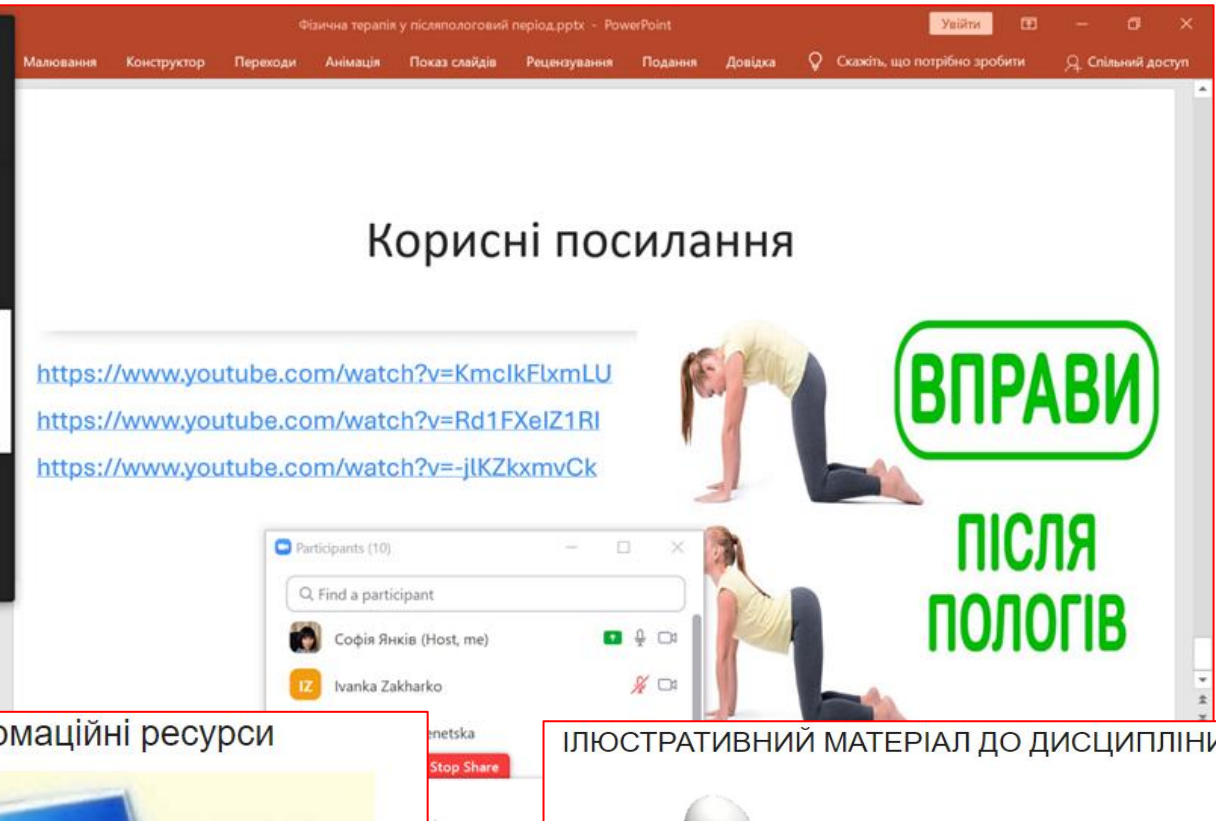 Фізична терапія у післяпологовий період.pptx - PowerPoint
Увійти
Малювання Конструктор Переходи Анімація Показ слайдів Рецензування Подання Довідка Скажіть, що потрібно зробити Спільний доступ
Корисні посилання
https://www.youtube.com/watch?v=KmcIkFlxmLU
https://www.youtube.com/watch?v=Rd1FXeIZ1RI
https://www.youtube.com/watch?v=-jlKZkxmvCk
ВПРАВИ
ПІСЛЯ
ПОЛОГІВ
Participants (10)
Find a participant
Софія Янків (Host, me)
IZ Ivanka Zakharko
enetska
Stop Share
омаційні ресурси
ІЛЮСТРАТИВНИЙ МАТЕРІАЛ ДО ДИСЦИПЛІНИ